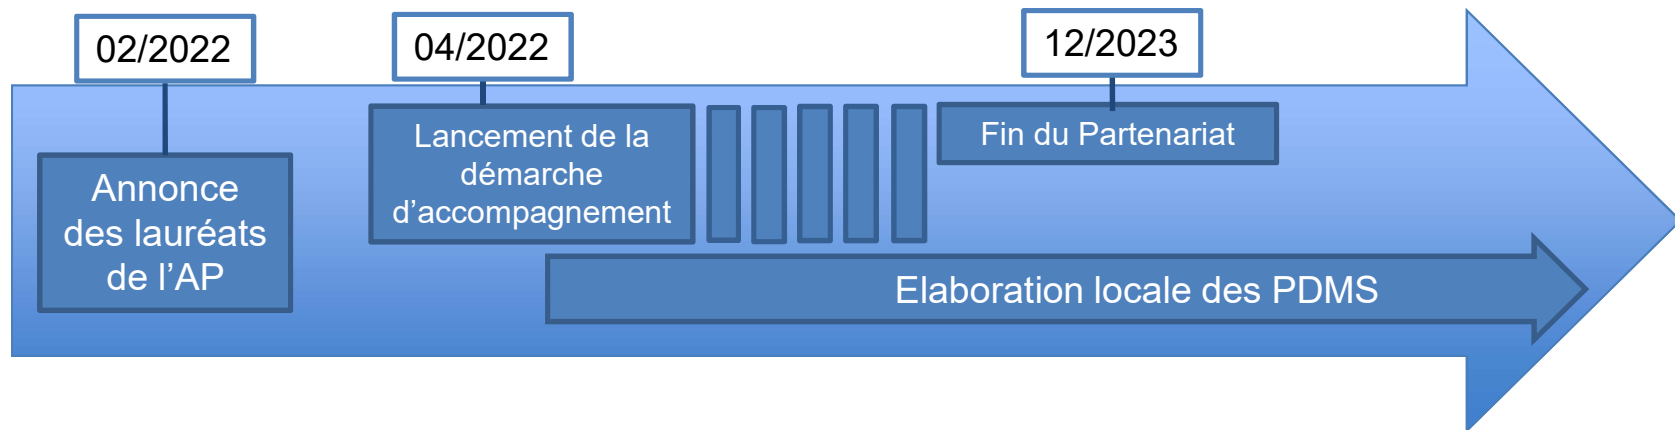 02/2022
04/2022
12/2023
Annonce
des lauréats
de l’AP
Lancement de la
démarche
d’accompagnement
Fin du Partenariat
Elaboration locale des PDMS